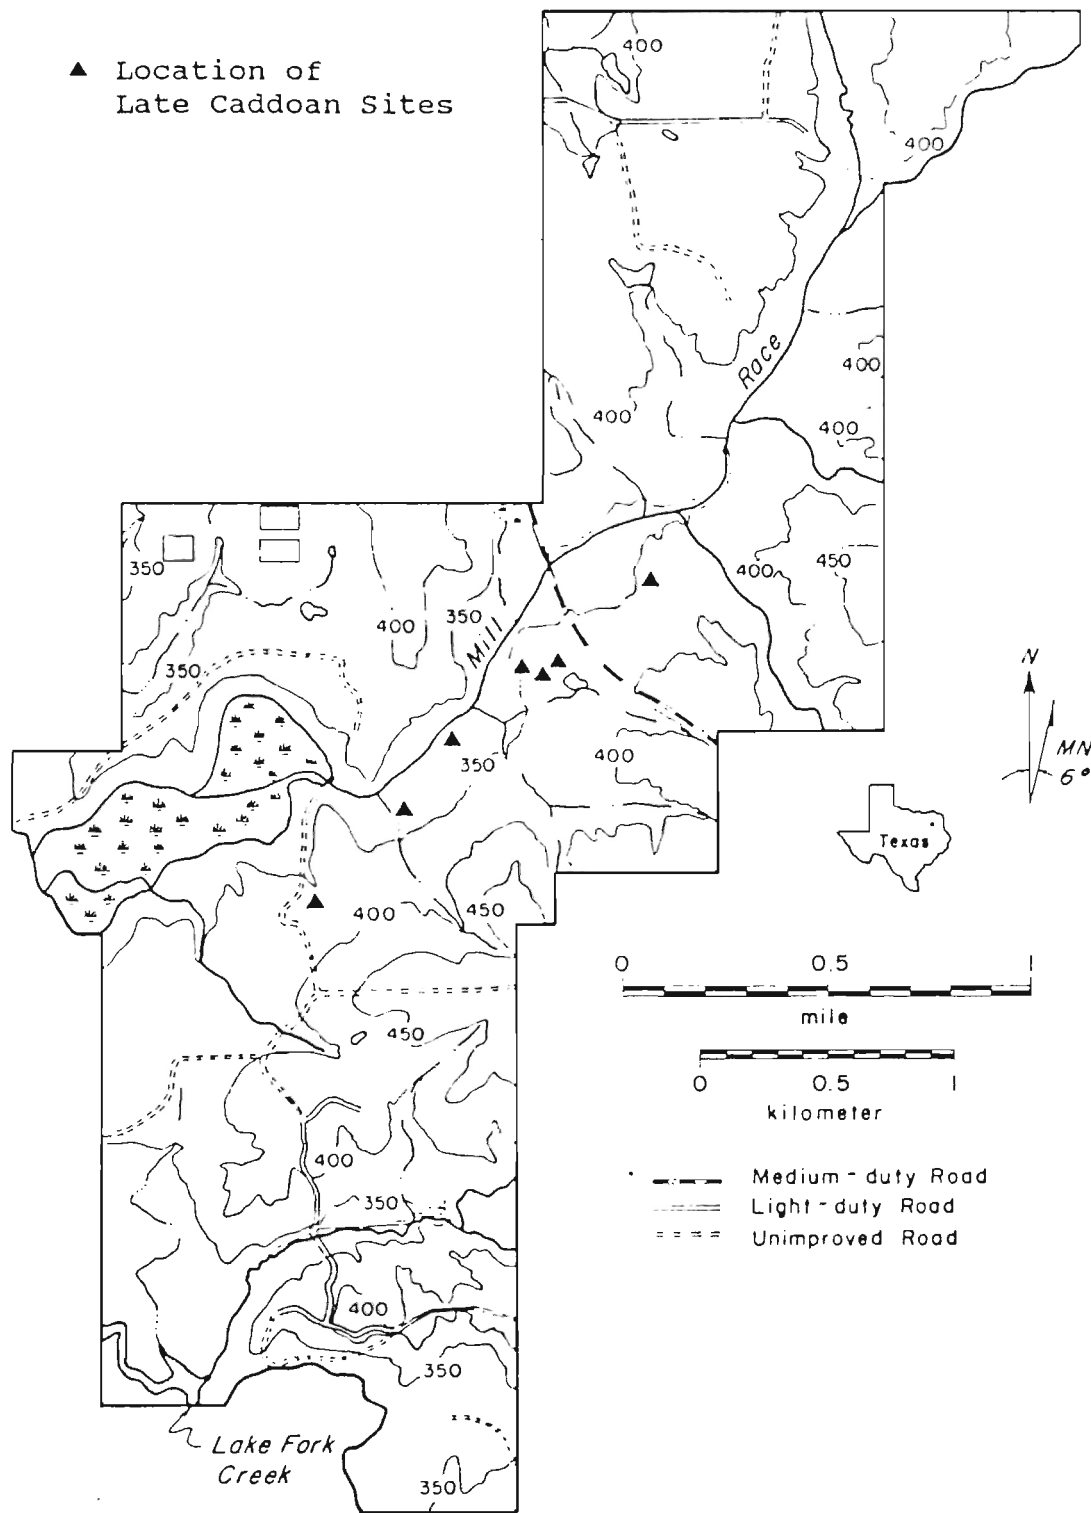 ▲ Location of
Late Caddoan Sites
400
400
400
Race
400
400
400
350
400
450
350
400
Mill
350
N
MN
6°
350
400
Texas
400
450
0 0.5 1
mile
450
0 0.5 1
kilometer
400
350
Medium-duty Road
Light-duty Road
Unimproved Road
400
350
Lake Fork
Creek
350